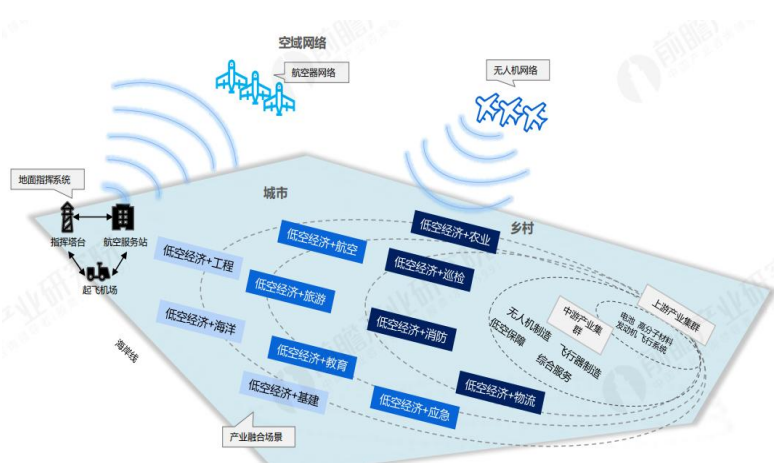 空域网络
航空器网络
无人机网络
地面指挥系统
城市
乡村
指挥塔台
航空服务站
起飞机场
海岸线
低空经济+农业
低空经济+航空
低空经济+巡检
低空经济+工程
低空经济+旅游
低空经济+海洋
低空经济+消防
低空经济+教育
低空经济+基建
低空经济+应急
低空经济+物流
上游产业集群
电池 高分子材料
发动机 飞行系统
中游产业集
群
无人机制造
低空保障
飞行器制造
综合服务
产业融合场景